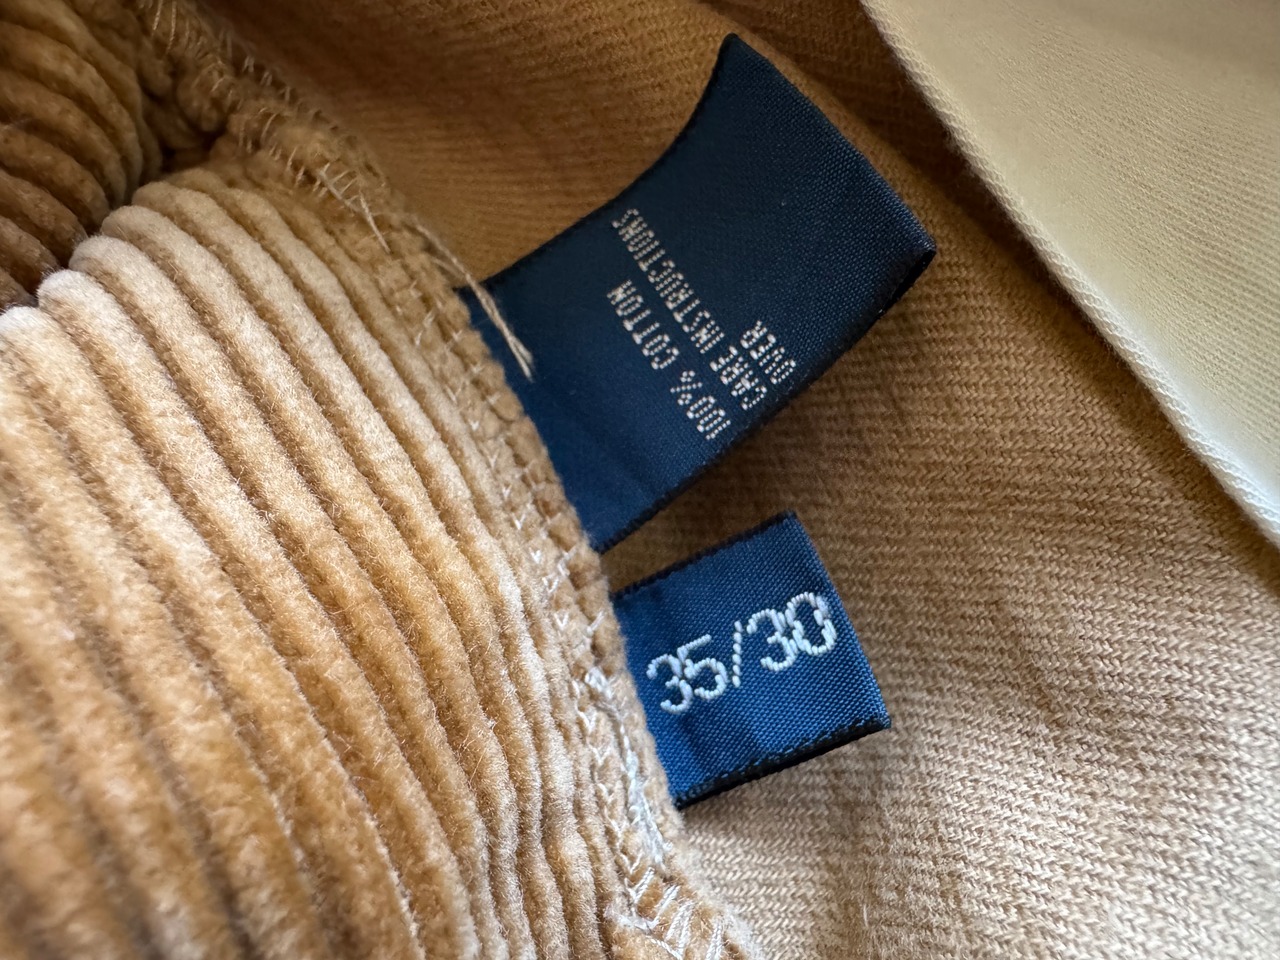 100% COTTON
CARE INSTRUCTIONS
OVER
35/30